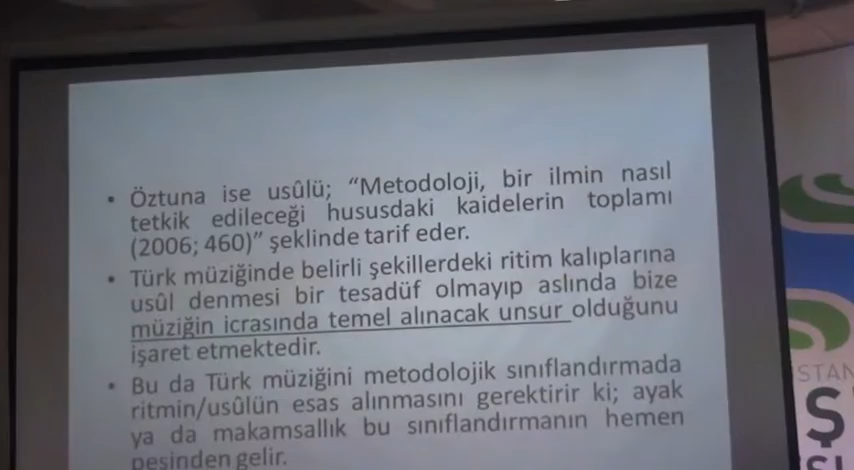 • Öztuna ise usûlü; “Metodoloji, bir ilmin nasıl
tetkik edileceği hususdaki kaidelerin toplamı
(2006; 460)” şeklinde tarif eder.
• Türk müziğinde belirli şekillerdeki ritim kalıplarına
usûl denmesi bir tesadüf olmayıp aslında bize
müziğin icrasında temel alınacak unsur olduğunu
işaret etmektedir.
• Bu da Türk müziğini metodolojik sınıflandırmada
ritmin/usûlün esas alınmasını gerektirir ki; ayak
ya da makamsallık bu sınıflandırmanın hemen
peşinden gelir.
STAN
Ş